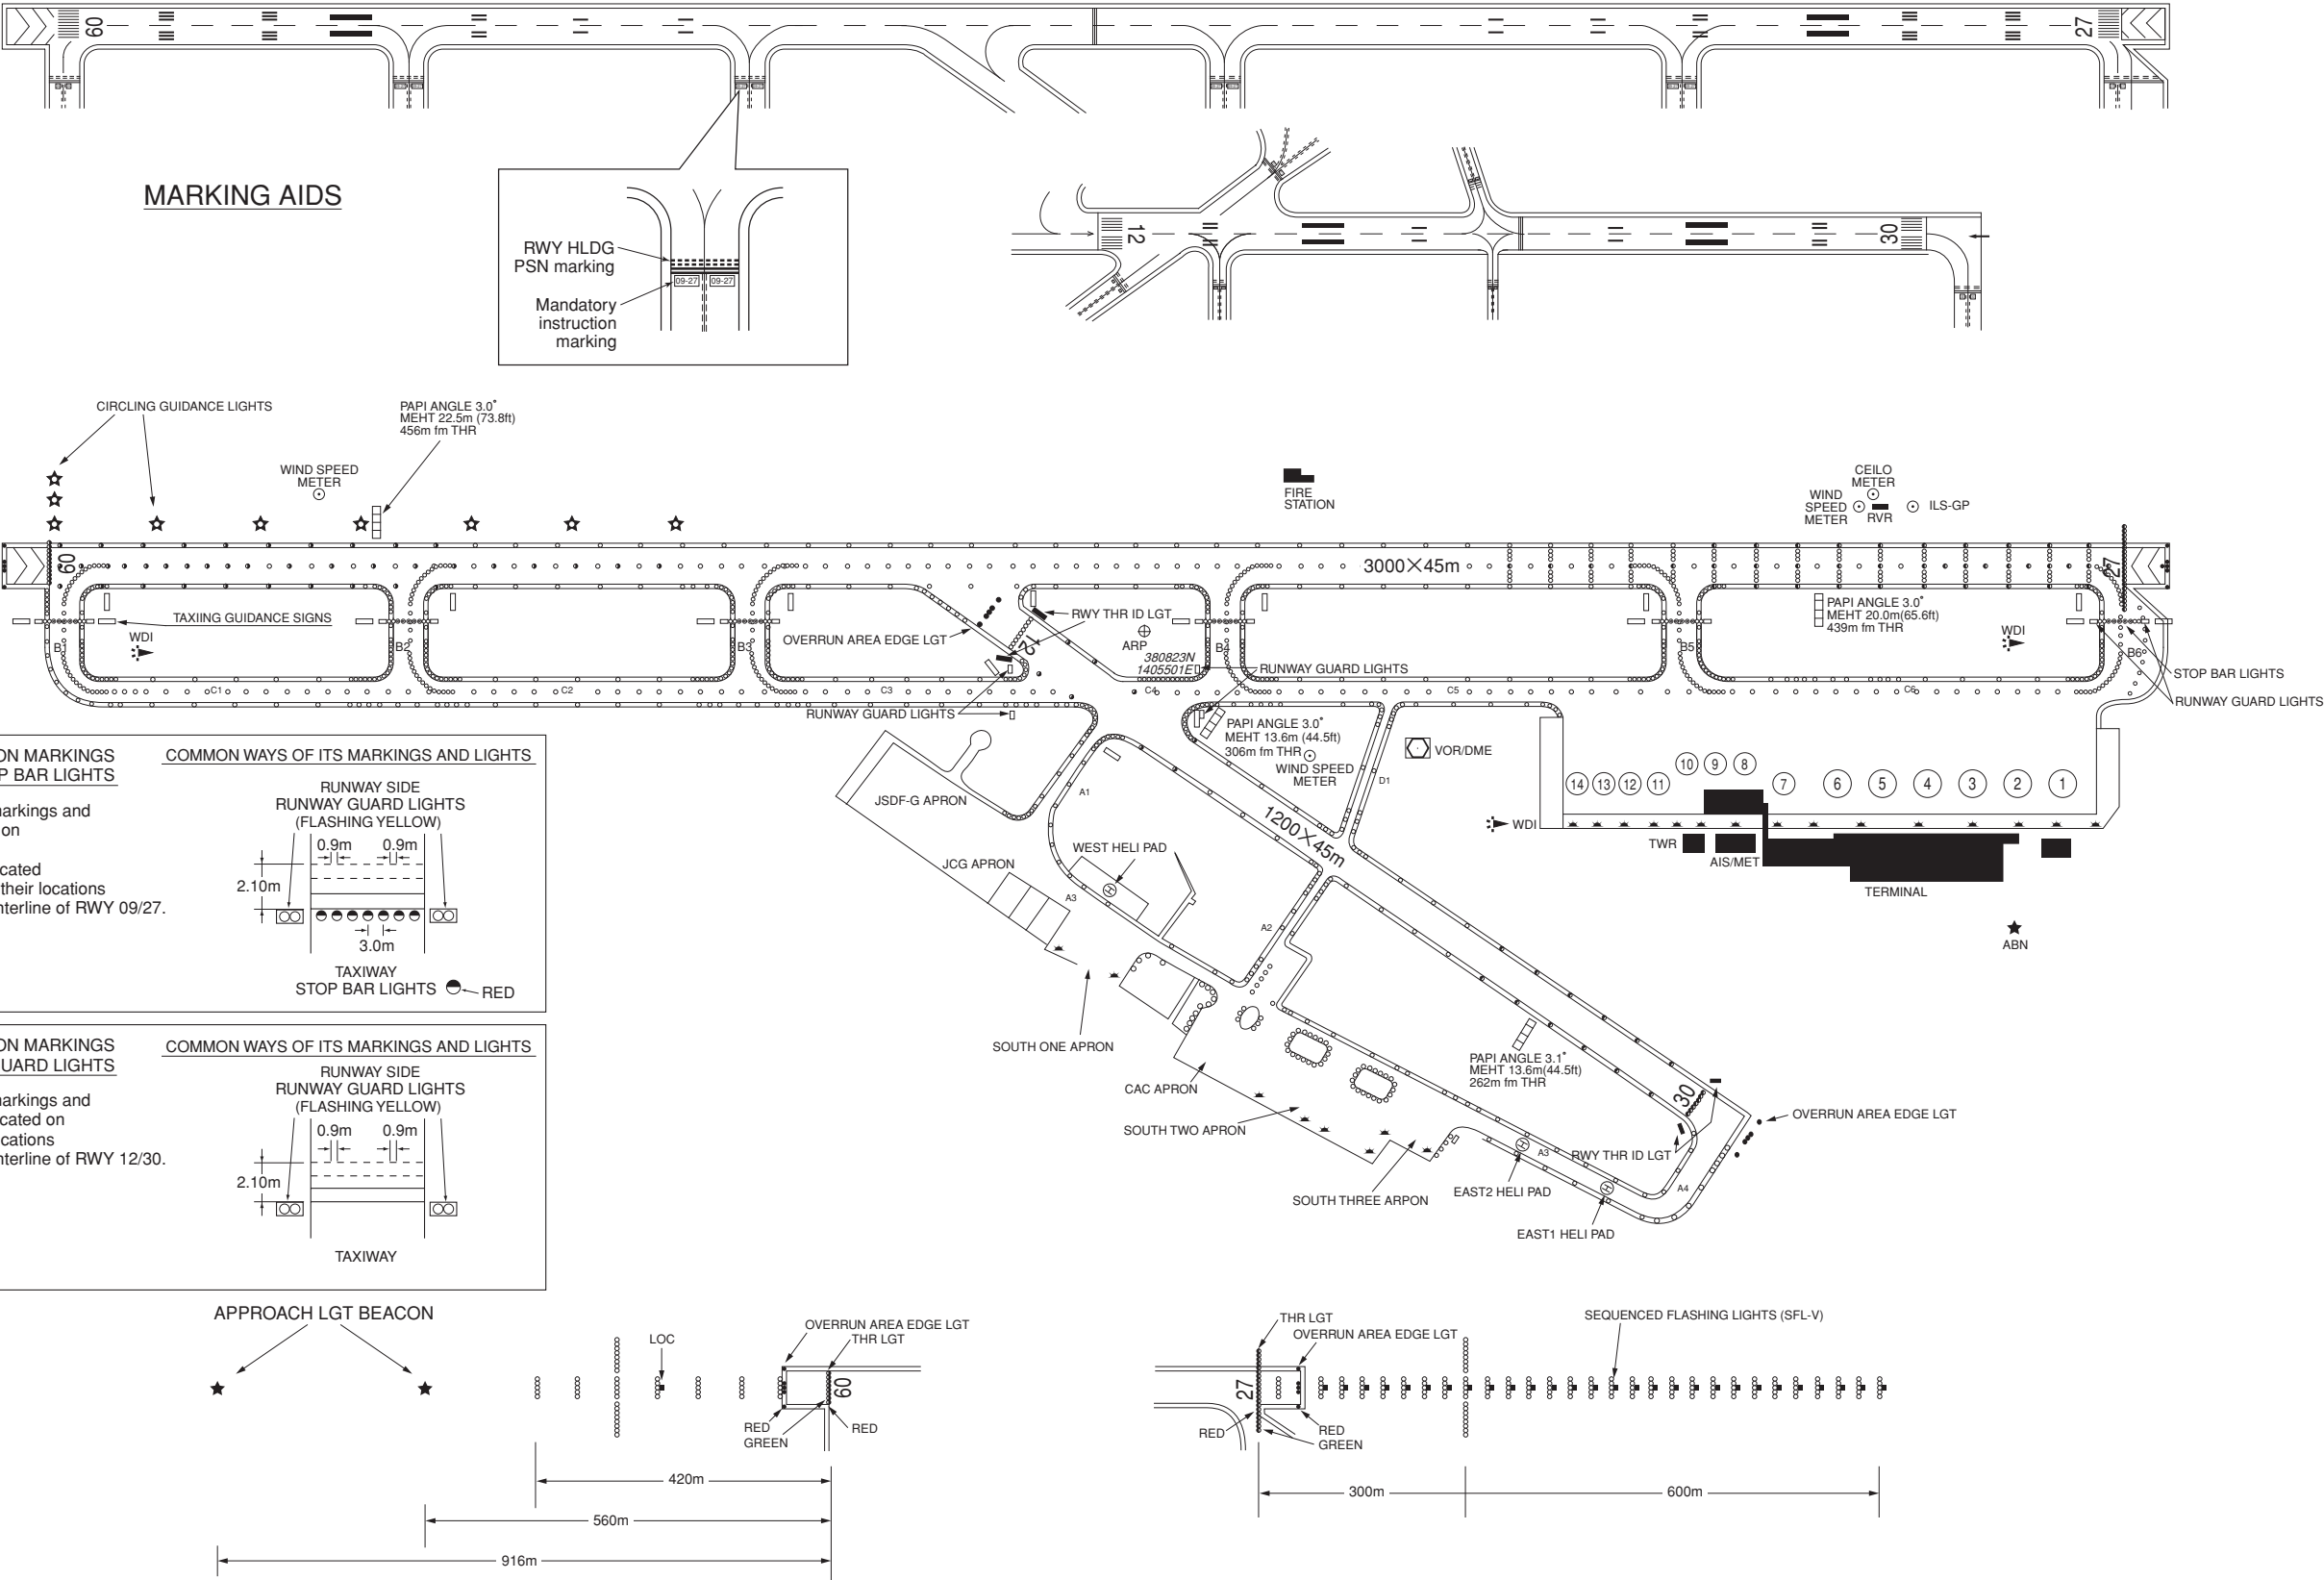 09
27
MARKING AIDS
RWY HLDG
PSN marking
09-27 09-27
Mandatory
instruction
marking
12
30
CIRCLING GUIDANCE LIGHTS
PAPI ANGLE 3.0°
MEHT 22.5m (73.8ft)
456m fm THR
WIND SPEED
METER
FIRE
STATION
CEILO
METER
WIND
SPEED
METER
RVR
ILS-GP
09
3000×45m
27
TAXIING GUIDANCE SIGNS
WDI
B1
B2
B3
OVERRUN AREA EDGE LGT
12
RWY THR ID LGT
ARP
380823N
1405501E
B4
RUNWAY GUARD LIGHTS
B5
PAPI ANGLE 3.0°
MEHT 20.0m(65.6ft)
439m fm THR
WDI
B6
STOP BAR LIGHTS
RUNWAY GUARD LIGHTS
C1
C2
C3
C4
C5
C6
RUNWAY GUARD LIGHTS
PAPI ANGLE 3.0°
MEHT 13.6m (44.5ft)
306m fm THR
WIND SPEED
METER
VOR/DME
D1
JSDF-G APRON
A1
1200×45m
JCG APRON
WEST HELI PAD
H
A3
A2
14 13 12 11 10 9 8 7 6 5 4 3 2 1
WDI
TWR
AIS/MET
TERMINAL
ABN
SOUTH ONE APRON
CAC APRON
SOUTH TWO APRON
SOUTH THREE ARPON
PAPI ANGLE 3.1°
MEHT 13.6m(44.5ft)
262m fm THR
30
OVERRUN AREA EDGE LGT
RWY THR ID LGT
H
A3
EAST2 HELI PAD
H
A4
EAST1 HELI PAD
ON MARKINGS
P BAR LIGHTS
arkings and
on
cated
their locations
nterline of RWY 09/27.
COMMON WAYS OF ITS MARKINGS AND LIGHTS
RUNWAY SIDE
RUNWAY GUARD LIGHTS
(FLASHING YELLOW)
0.9m 0.9m
2.10m
3.0m
TAXIWAY
STOP BAR LIGHTS RED
ON MARKINGS
UARD LIGHTS
arkings and
cated on
cations
nterline of RWY 12/30.
COMMON WAYS OF ITS MARKINGS AND LIGHTS
RUNWAY SIDE
RUNWAY GUARD LIGHTS
(FLASHING YELLOW)
0.9m 0.9m
2.10m
TAXIWAY
APPROACH LGT BEACON
LOC
OVERRUN AREA EDGE LGT
THR LGT
09
RED
GREEN
RED
420m
560m
916m
THR LGT
OVERRUN AREA EDGE LGT
SEQUENCED FLASHING LIGHTS (SFL-V)
27
RED
RED
GREEN
300m
600m